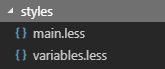 styles
{ } main.less
{ } variables.less